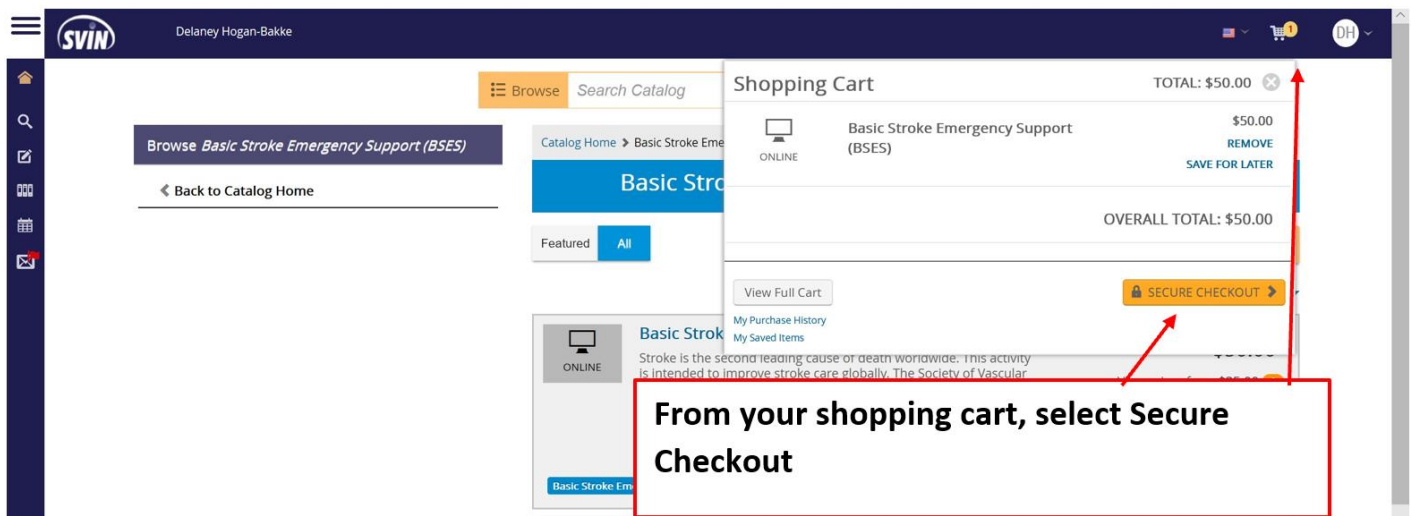 SVIN
Delaney Hogan-Bakke
1
DH
Browse
Search Catalog
Shopping Cart
TOTAL: $50.00
ONLINE
Basic Stroke Emergency Support
(BSES)
$50.00
REMOVE
SAVE FOR LATER
OVERALL TOTAL: $50.00
View Full Cart
SECURE CHECKOUT
My Purchase History
My Saved Items
Browse Basic Stroke Emergency Support (BSES)
Back to Catalog Home
Catalog Home > Basic Stroke Eme
Basic Stro
Featured
All
ONLINE
Basic Strok
Stroke is the second leading cause of death worldwide. This activity
is intended to improve stroke care globally. The Society of Vascular
Basic Stroke Em
From your shopping cart, select Secure
Checkout